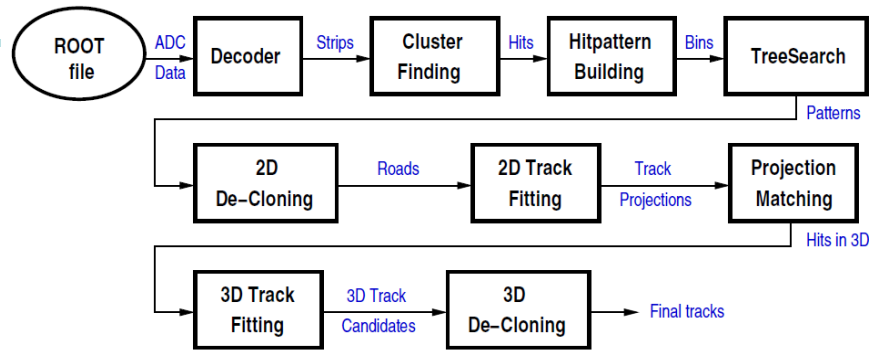 ROOT
file
ADC
Data
Decoder
Strips
Cluster
Finding
Hits
Hitpattern
Building
Bins
TreeSearch
Patterns
2D
De-Cloning
Roads
2D Track
Fitting
Track
Projections
Projection
Matching
Hits in 3D
3D Track
Fitting
3D Track
Candidates
3D
De-Cloning
Final tracks